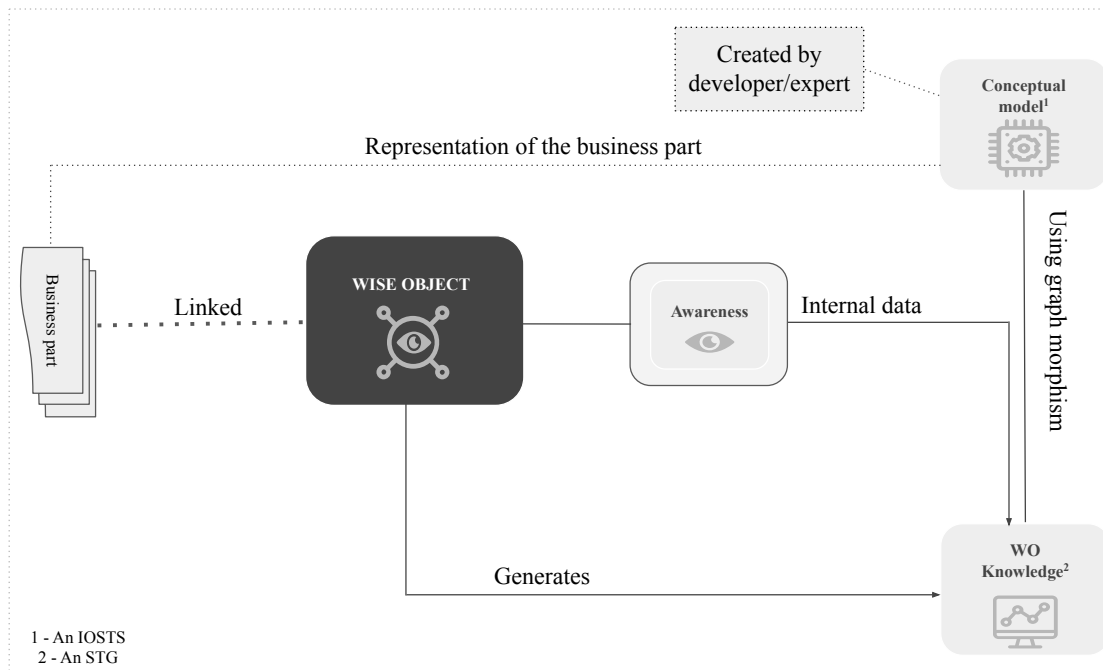 Created by
developer/expert
Conceptual
model¹
Representation of the business part
Using graph morphism
Business part
Linked
WISE OBJECT
Awareness
Internal data
Generates
WO
Knowledge²
1 - An IOSTS
2 - An STG